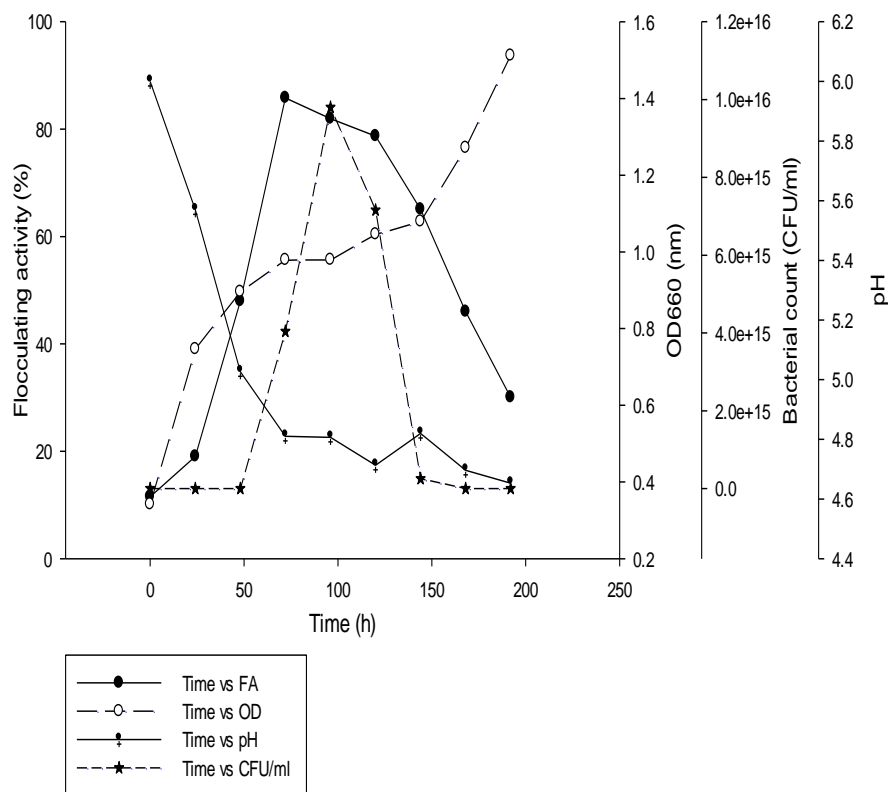 Flocculating activity (%)
100
80
60
40
20
0
0
50
100
150
200
250
Time (h)
1.6
1.4
1.2
1.0
0.8
0.6
0.4
0.2
OD660 (nm)
1.2e+16
1.0e+16
8.0e+15
6.0e+15
4.0e+15
2.0e+15
0.0
Bacterial count (CFU/ml)
6.2
6.0
5.8
5.6
5.4
5.2
5.0
4.8
4.6
4.4
pH
Time vs FA
Time vs OD
Time vs pH
Time vs CFU/ml